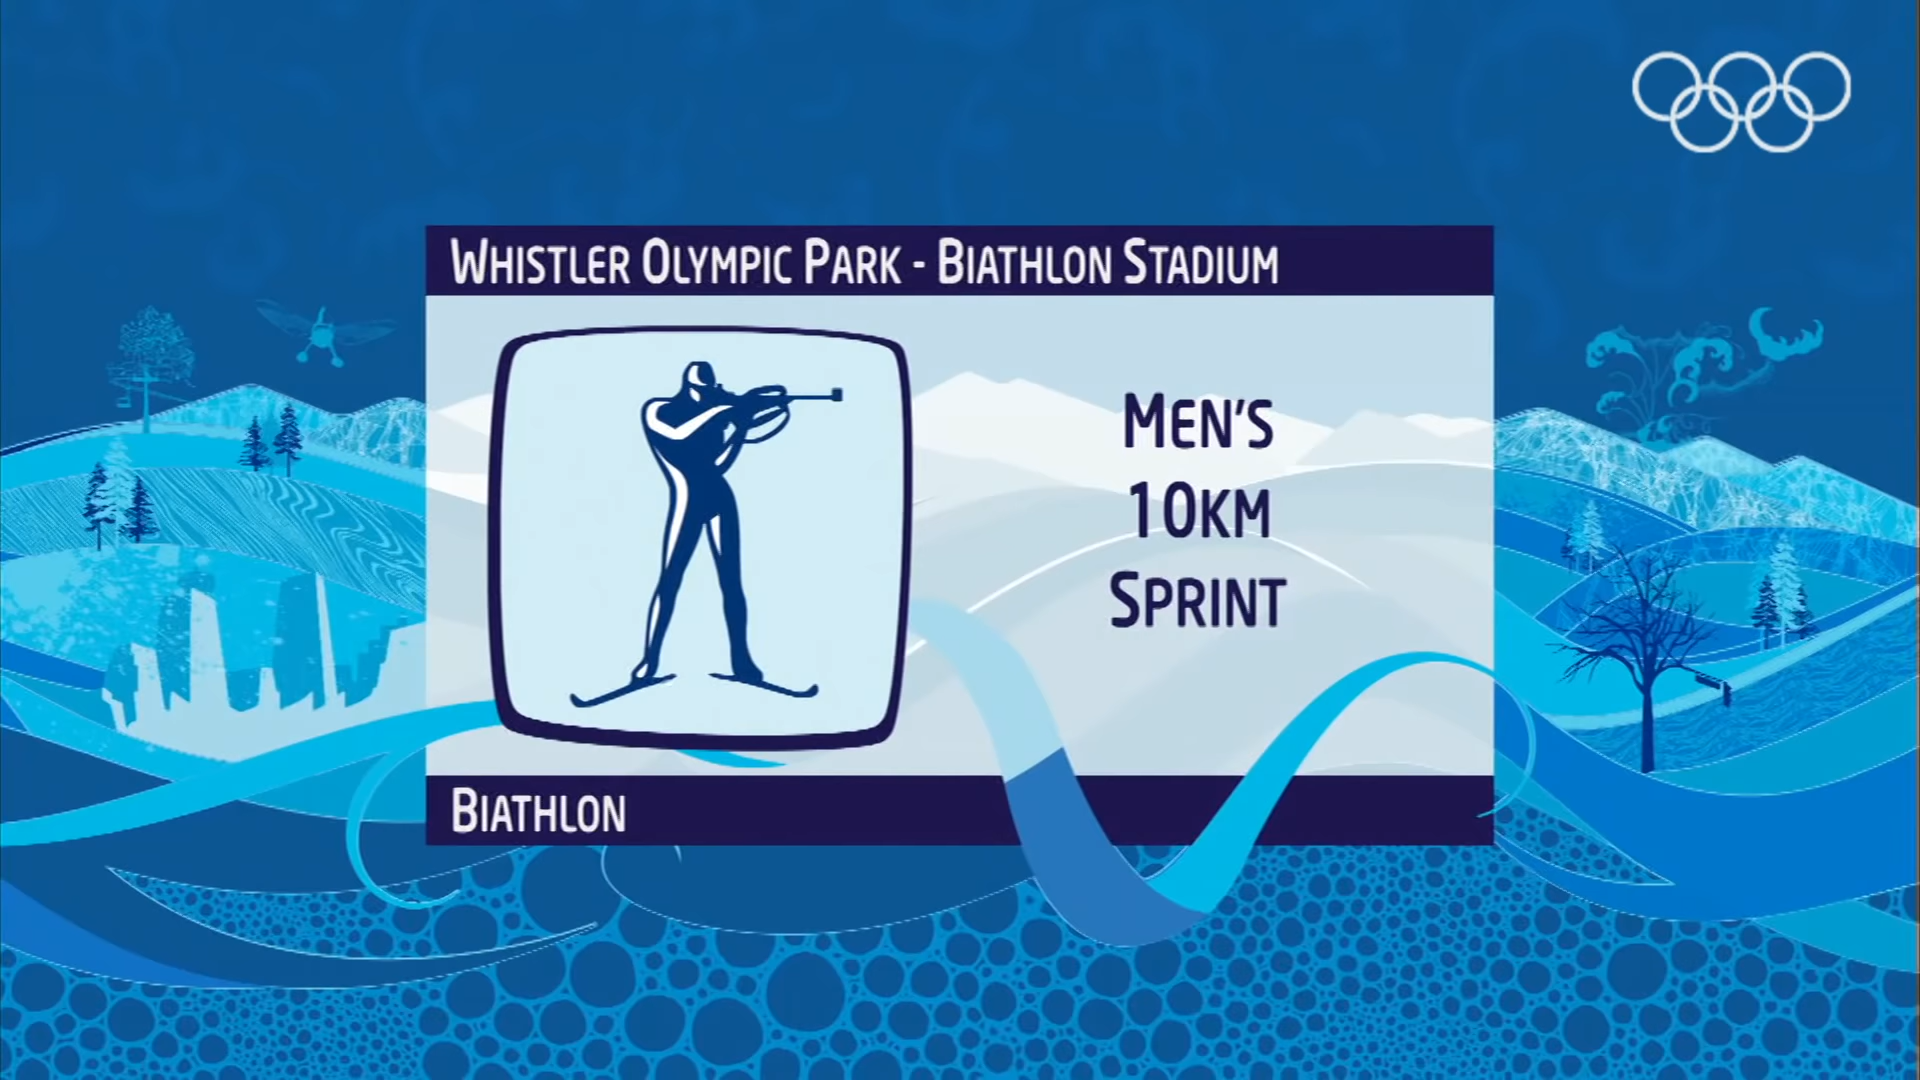 WHISTLER OLYMPIC PARK - BIATHLON STADIUM
MEN'S
10KM
SPRINT
BIATHLON